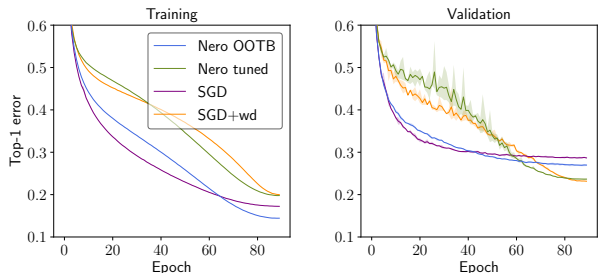 Training
Validation
Top-1 error
0.6
0.5
0.4
0.3
0.2
0.1
0
20
40
60
80
Epoch
Nero OOTB
Nero tuned
SGD
SGD+wd
0.6
0.5
0.4
0.3
0.2
0.1
0
20
40
60
80
Epoch